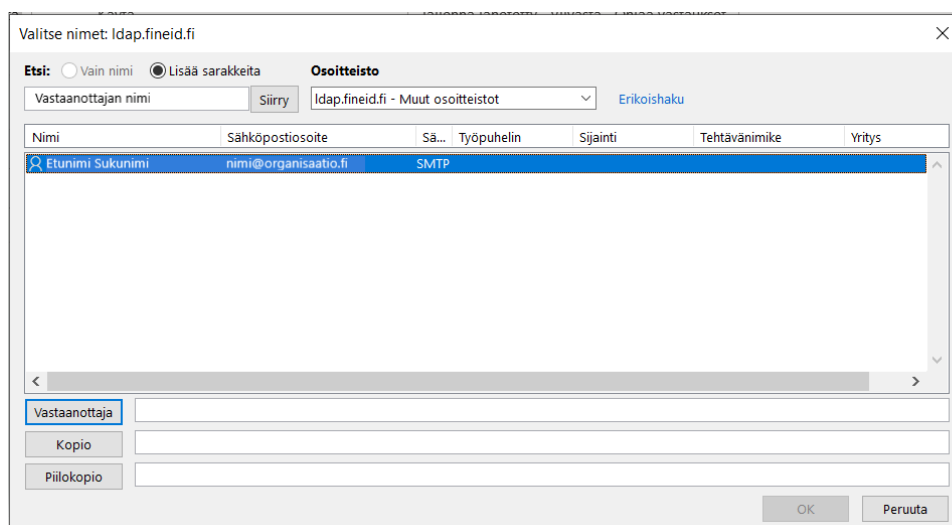 Valitse nimet: ldap.fineid.fi
Etsi: Vain nimi Lisää sarakkeita Osoitteisto
Vastaanottajan nimi Siirry ldap.fineid.fi - Muut osoitteistot Erikoishaku
Nimi Sähköpostiosoite Sä... Työpuhelin Sijainti Tehtävänimike Yritys
Etunimi Sukunimi nimi@organisaatio.fi SMTP
Vastaanottaja
Kopio
Piilokopio
OK Peruuta